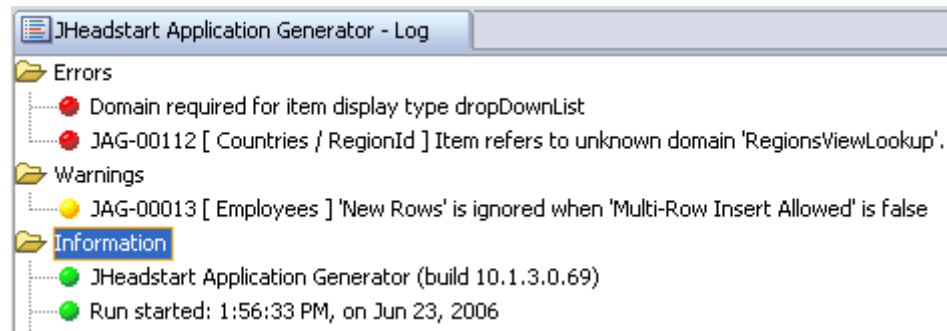 JHeadstart Application Generator - Log
Errors
Domain required for item display type dropDownList
JAG-00112 [ Countries / RegionId ] Item refers to unknown domain 'RegionsViewLookup'.
Warnings
JAG-00013 [ Employees ] 'New Rows' is ignored when 'Multi-Row Insert Allowed' is false
Information
JHeadstart Application Generator (build 10.1.3.0.69)
Run started: 1:56:33 PM, on Jun 23, 2006